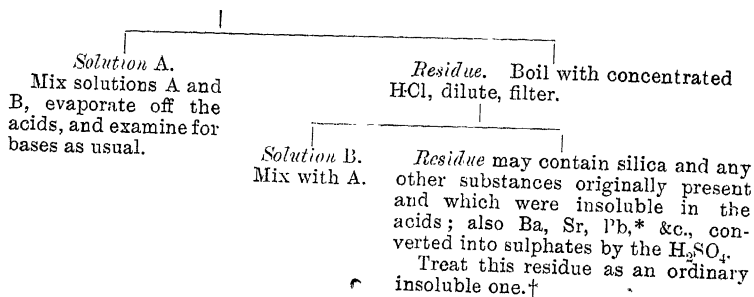 Solution A.
Mix solutions A and
B, evaporate off the
acids, and examine for
bases as usual.
Residue. Boil with concentrated
HCl, dilute, filter.
Solution B.
Mix with A.
Residue may contain silica and any
other substances originally present
and which were insoluble in the
acids; also Ba, Sr, Pb,* &c., con-
verted into sulphates by the H₂SO₄.
Treat this residue as an ordinary
insoluble one.†